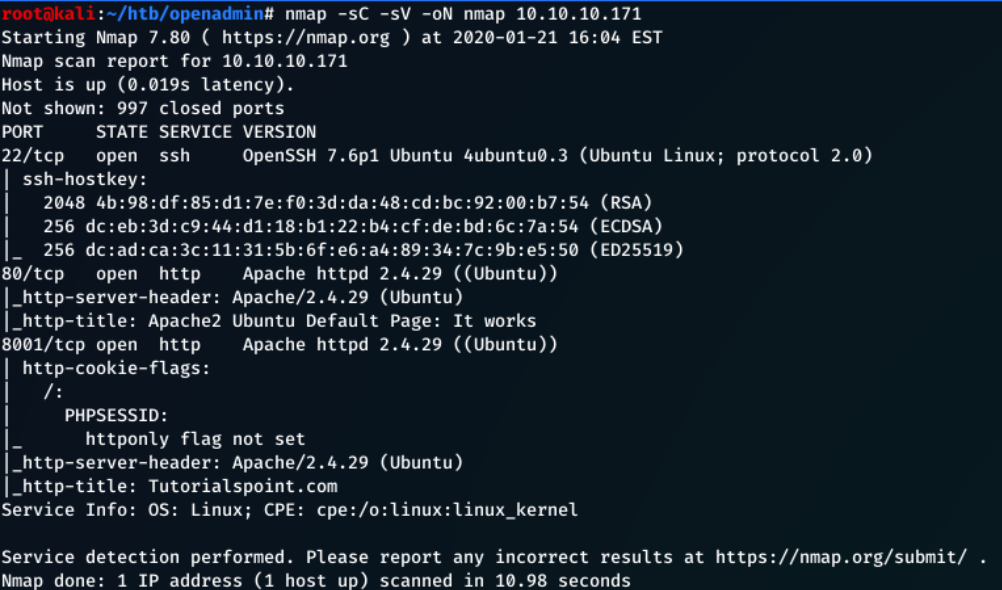 root@kali:~/htb/openadmin# nmap -sC -sV -oN nmap 10.10.10.171
Starting Nmap 7.80 ( https://nmap.org ) at 2020-01-21 16:04 EST
Nmap scan report for 10.10.10.171
Host is up (0.019s latency).
Not shown: 997 closed ports
PORT     STATE SERVICE VERSION
22/tcp   open  ssh     OpenSSH 7.6p1 Ubuntu 4ubuntu0.3 (Ubuntu Linux; protocol 2.0)
| ssh-hostkey:
|   2048 4b:98:df:85:d1:7e:f0:3d:da:48:cd:bc:92:00:b7:54 (RSA)
|   256 dc:eb:3d:c9:44:d1:18:b1:22:b4:cf:de:bd:6c:7a:54 (ECDSA)
|_  256 dc:ad:ca:3c:11:31:5b:6f:e6:a4:89:34:7c:9b:e5:50 (ED25519)
80/tcp   open  http    Apache httpd 2.4.29 ((Ubuntu))
|_http-server-header: Apache/2.4.29 (Ubuntu)
|_http-title: Apache2 Ubuntu Default Page: It works
8001/tcp open  http    Apache httpd 2.4.29 ((Ubuntu))
| http-cookie-flags:
|   /:
|     PHPSESSID:
|_      httponly flag not set
|_http-server-header: Apache/2.4.29 (Ubuntu)
|_http-title: Tutorialspoint.com
Service Info: OS: Linux; CPE: cpe:/o:linux:linux_kernel

Service detection performed. Please report any incorrect results at https://nmap.org/submit/ .
Nmap done: 1 IP address (1 host up) scanned in 10.98 seconds